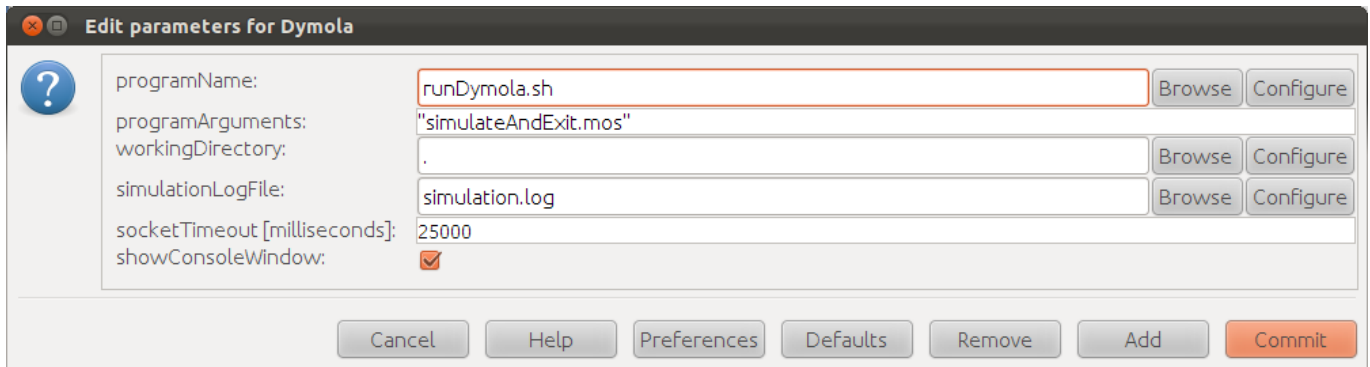 Edit parameters for Dymola
programName: runDymola.sh Browse Configure
programArguments: "simulateAndExit.mos"
workingDirectory: . Browse Configure
simulationLogFile: simulation.log Browse Configure
socketTimeout [milliseconds]: 25000
showConsoleWindow:
Cancel Help Preferences Defaults Remove Add Commit